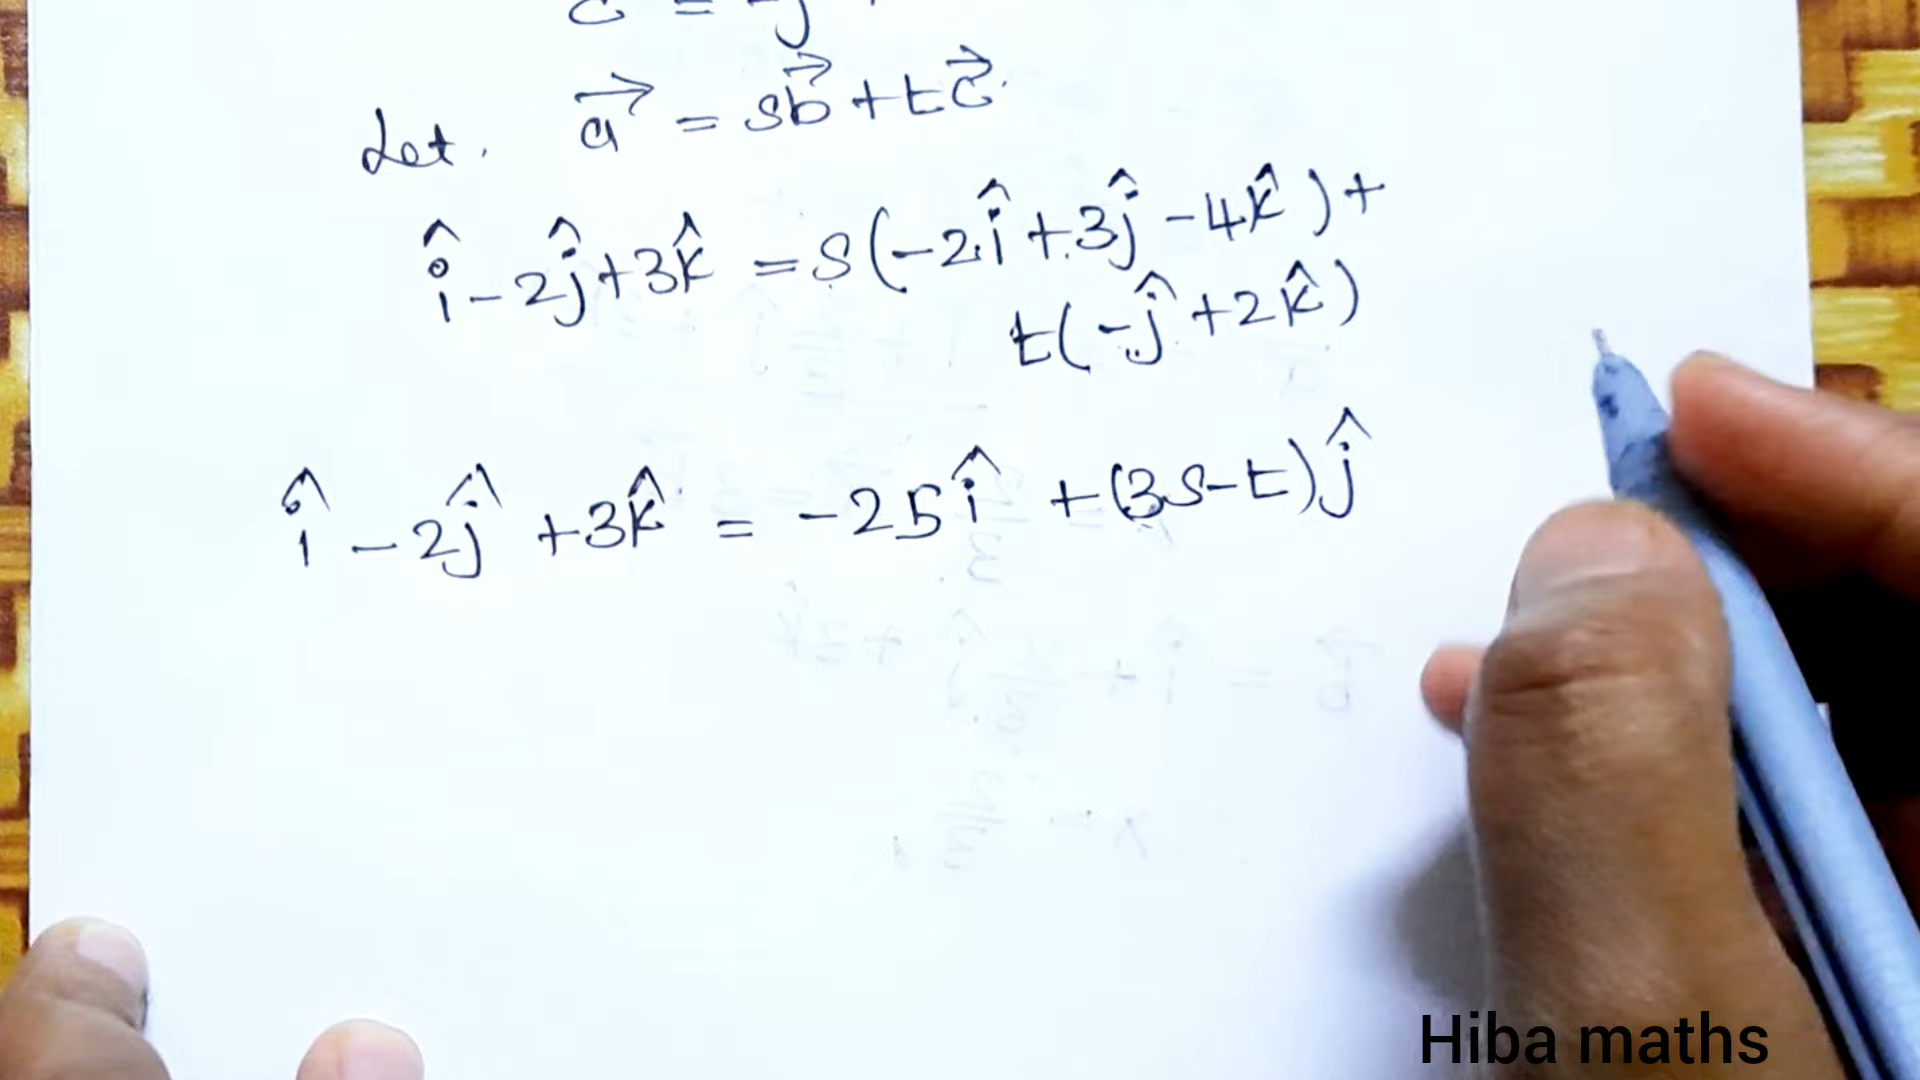 c = -j
Let. a⃗ = sb⃗ + tc⃗.
î - 2ĵ + 3k̂ = s(-2î + 3ĵ - 4k̂) +
t(-ĵ + 2k̂)
î - 2ĵ + 3k̂ = -2sî + (3s-t)ĵ
Hiba maths